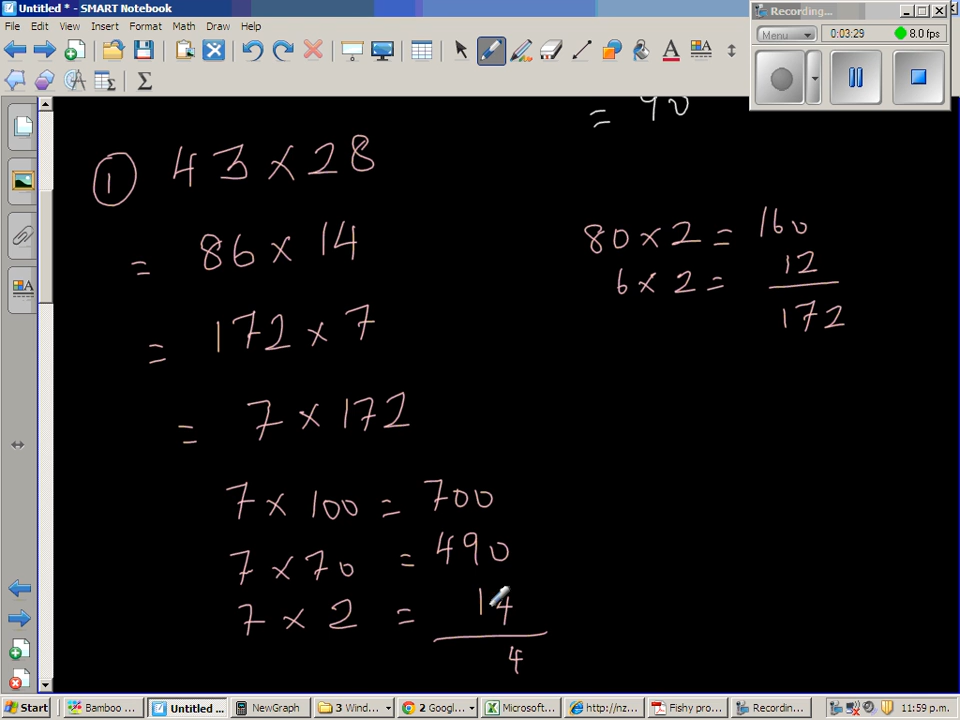 Untitled * - SMART Notebook
File Edit View Insert Format Math Draw Help
Recording...
Menu 0:03:29 8.0 fps
= 90
① 43 × 28
= 86 × 14
80 × 2 = 160
6 × 2 = 12
172
= 172 × 7
= 7 × 172
7 × 100 = 700
7 × 70 = 490
7 × 2 = 14
4
Start Bamboo ... Untitled ... NewGraph 3 Wind... 2 Googl... Microsoft... http://nz... Fishy pro... Recordin... 11:59 p.m.